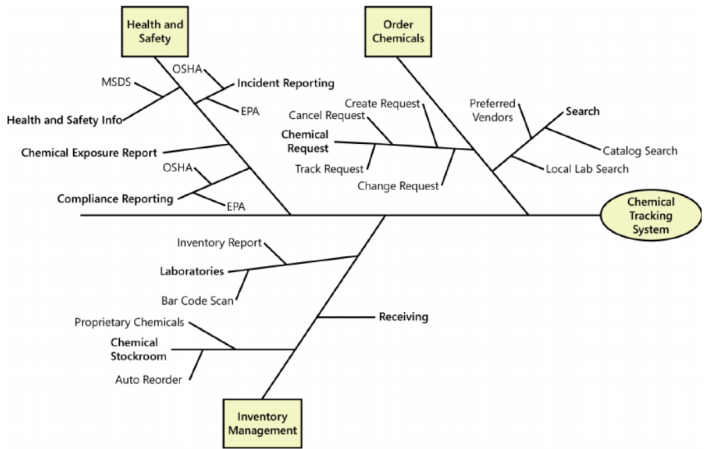 Health and
Safety
Order
Chemicals
OSHA
MSDS
Incident Reporting
EPA
Health and Safety Info
Chemical Exposure Report
OSHA
Compliance Reporting
EPA
Create Request
Cancel Request
Chemical
Request
Track Request
Change Request
Preferred
Vendors
Search
Catalog Search
Local Lab Search
Chemical
Tracking
System
Inventory Report
Laboratories
Bar Code Scan
Receiving
Proprietary Chemicals
Chemical
Stockroom
Auto Reorder
Inventory
Management